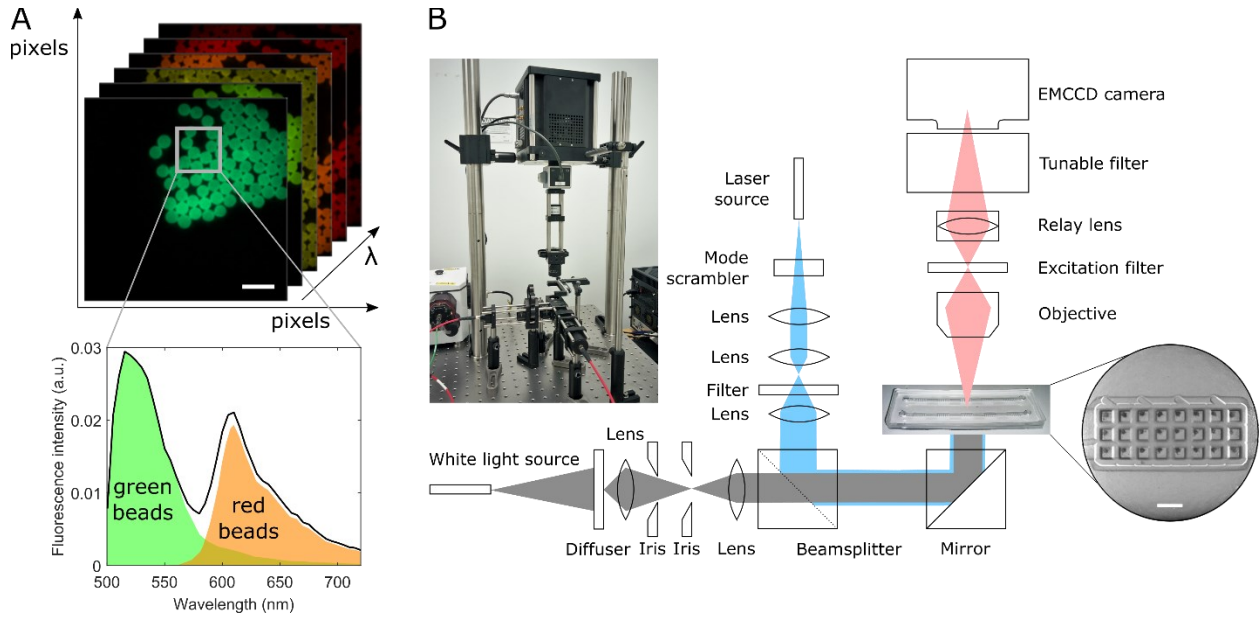 A
pixels
λ
pixels
0.03
0.02
0.01
0
Fluorescence intensity (a.u.)
green
beads
red
beads
500
550
600
650
700
Wavelength (nm)
B
EMCCD camera
Tunable filter
Laser
source
Relay lens
Mode
scrambler
Excitation filter
Lens
Objective
Lens
Filter
Lens
Lens
White light source
Diffuser
Iris
Iris
Lens
Beamsplitter
Mirror